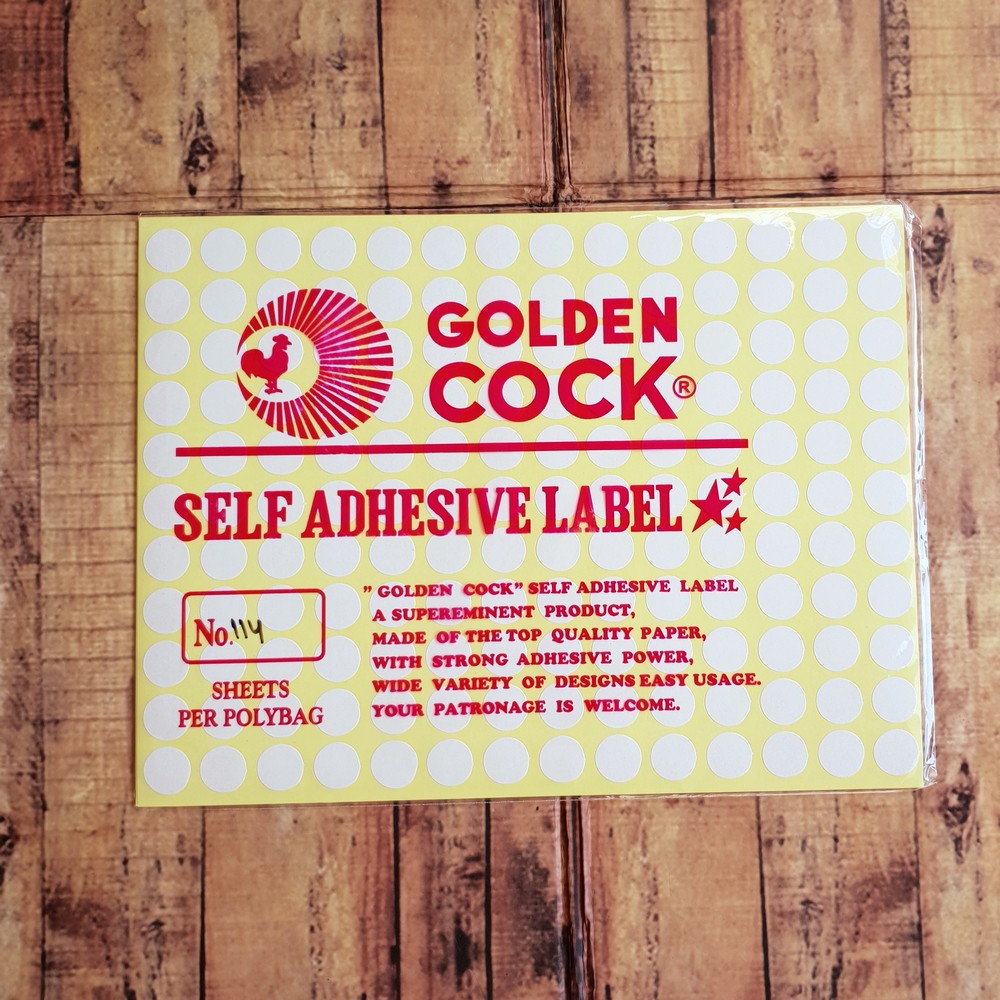 GOLDEN
COCK®
SELF ADHESIVE LABEL
No. 114
SHEETS
PER POLYBAG
” GOLDEN COCK” SELF ADHESIVE LABEL
A SUPEREMINENT PRODUCT,
MADE OF THE TOP QUALITY PAPER,
WITH STRONG ADHESIVE POWER,
WIDE VARIETY OF DESIGNS EASY USAGE.
YOUR PATRONAGE IS WELCOME.